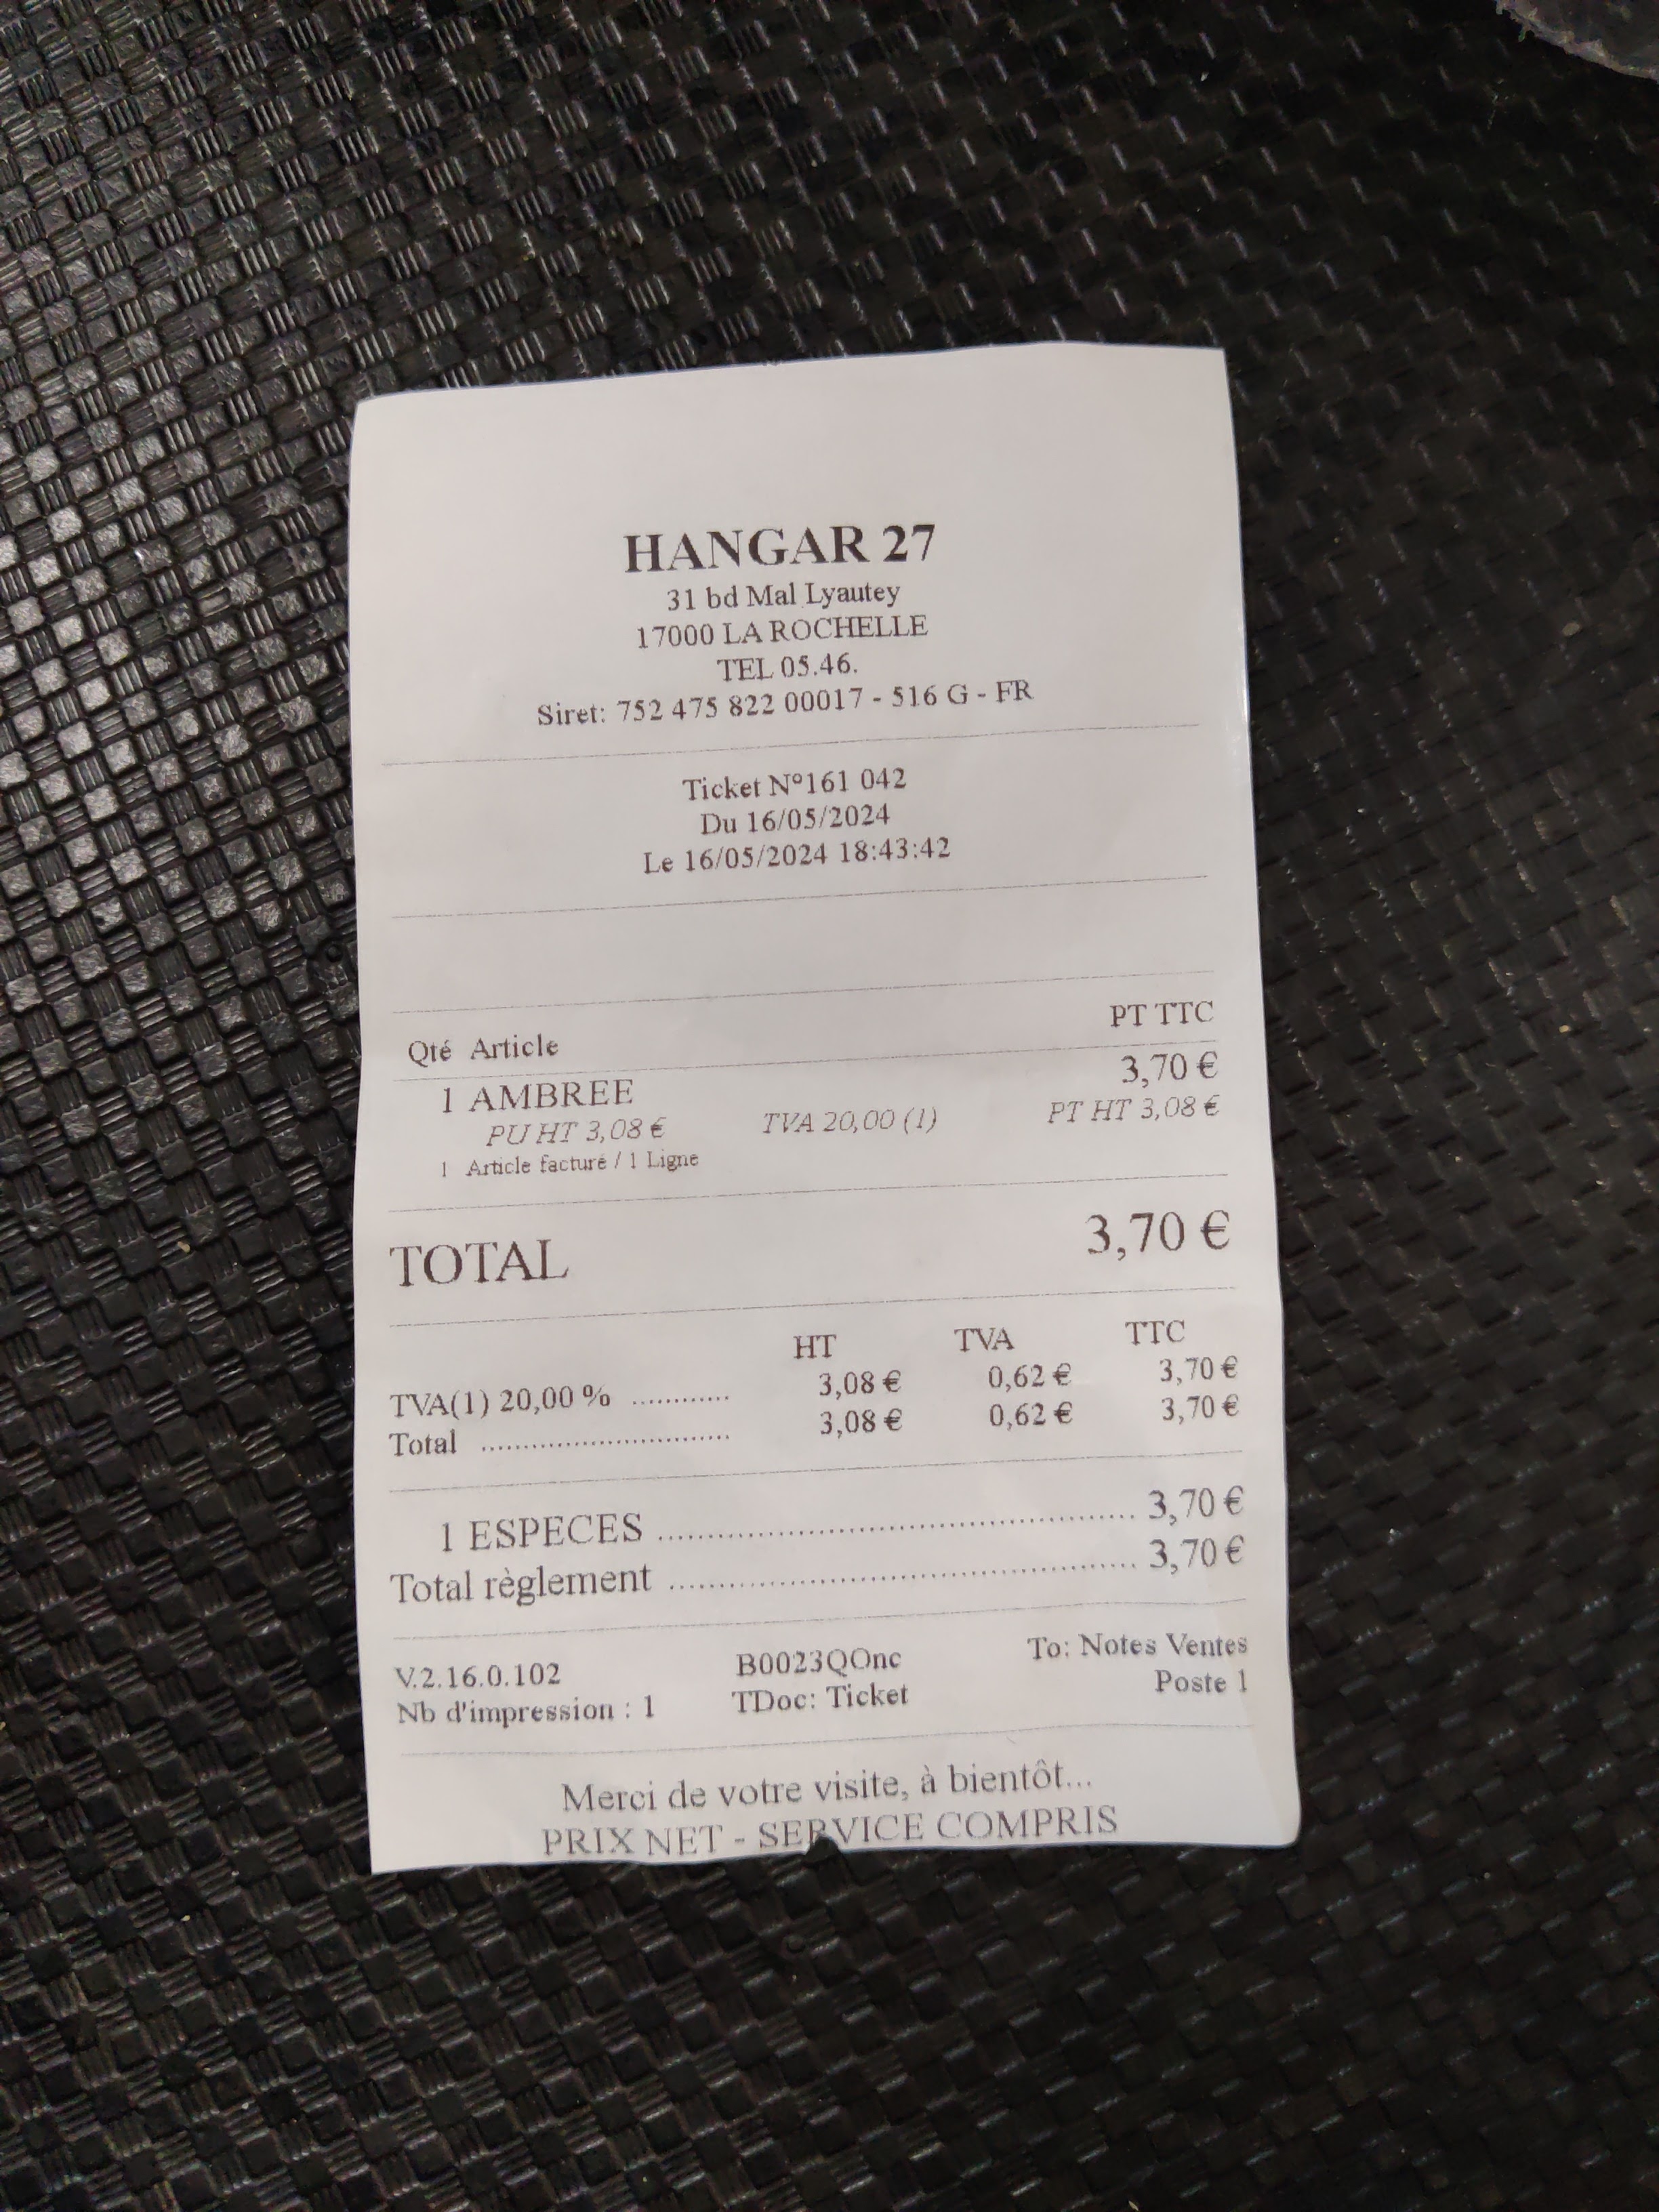 HANGAR 27
31 bd Mal Lyautey
17000 LA ROCHELLE
TEL 05.46.
Siret: 752 475 822 00017 - 516 G - FR
Ticket N°161 042
Du 16/05/2024
Le 16/05/2024 18:43:42
Qté Article PT TTC
1 AMBREE 3,70 €
PU HT 3,08 € TVA 20,00 (1) PT HT 3,08 €
1 Article facturé / 1 Ligne
TOTAL 3,70 €
HT TVA TTC
TVA(1) 20,00 % ............ 3,08 € 0,62 € 3,70 €
Total ................................ 3,08 € 0,62 € 3,70 €
1 ESPECES ...................................................... 3,70 €
Total règlement ..................................................... 3,70 €
V.2.16.0.102 B0023QOnc To: Notes Ventes
Nb d'impression : 1 TDoc: Ticket Poste 1
Merci de votre visite, à bientôt...
PRIX NET - SERVICE COMPRIS